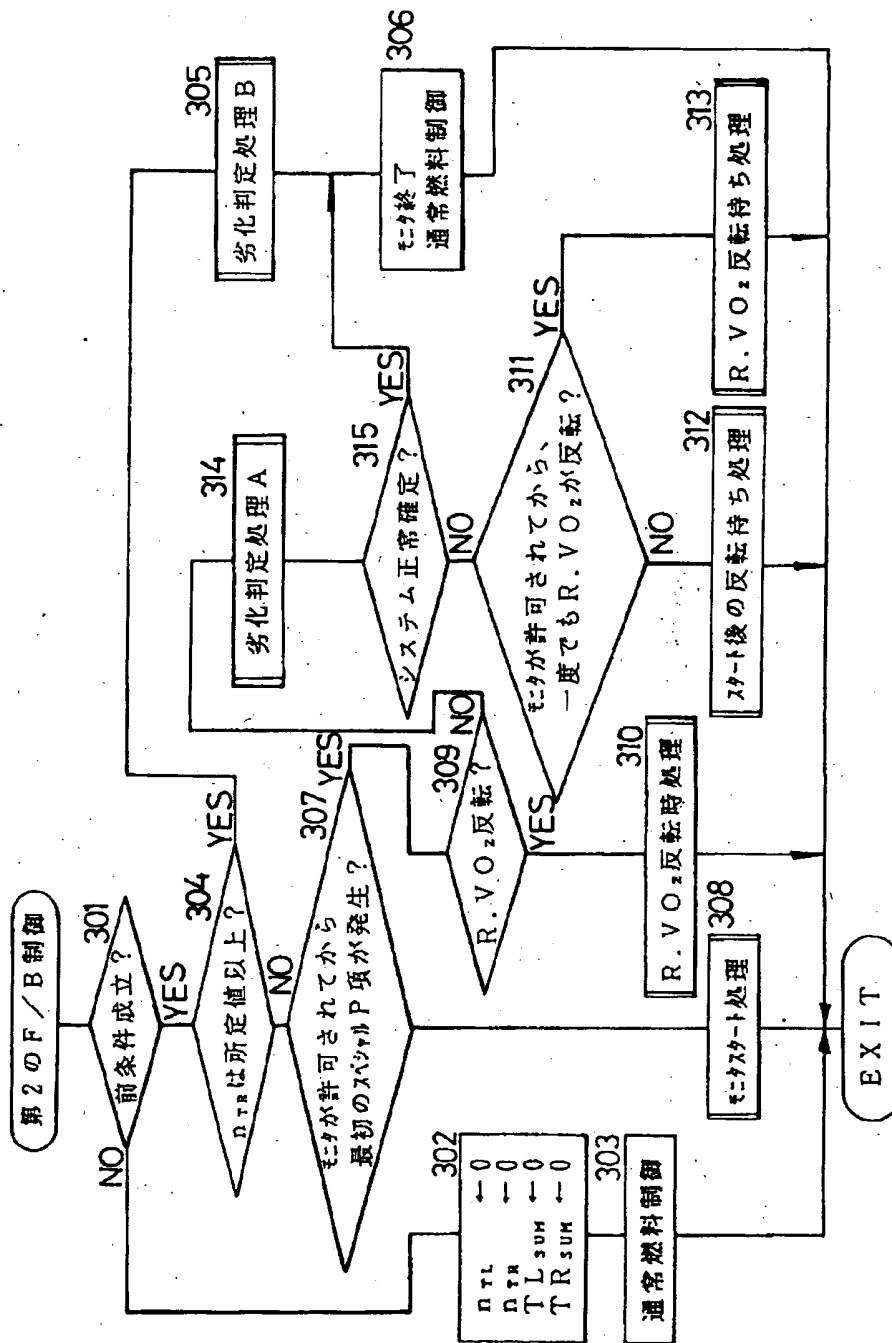 第2のF/B制御
301
前条件成立?
NO
YES
304
nTRは所定値以上?
YES
NO
307
モニタが許可されてから
最初のスペシャルP項が発生?
YES
302
nTL ←0
nTR ←0
TLSUM ←0
TRSUM ←0
303
通常燃料制御
308
モニタスタート処理
309
R.VO₂反転?
NO
YES
310
R.VO₂反転時処理
314
劣化判定処理A
315
システム正常確定?
YES
NO
311
モニタが許可されてから、
一度でもR.VO₂が反転?
YES
NO
312
スタート後の反転待ち処理
313
R.VO₂反転待ち処理
305
劣化判定処理B
306
モニタ終了
通常燃料制御
EXIT